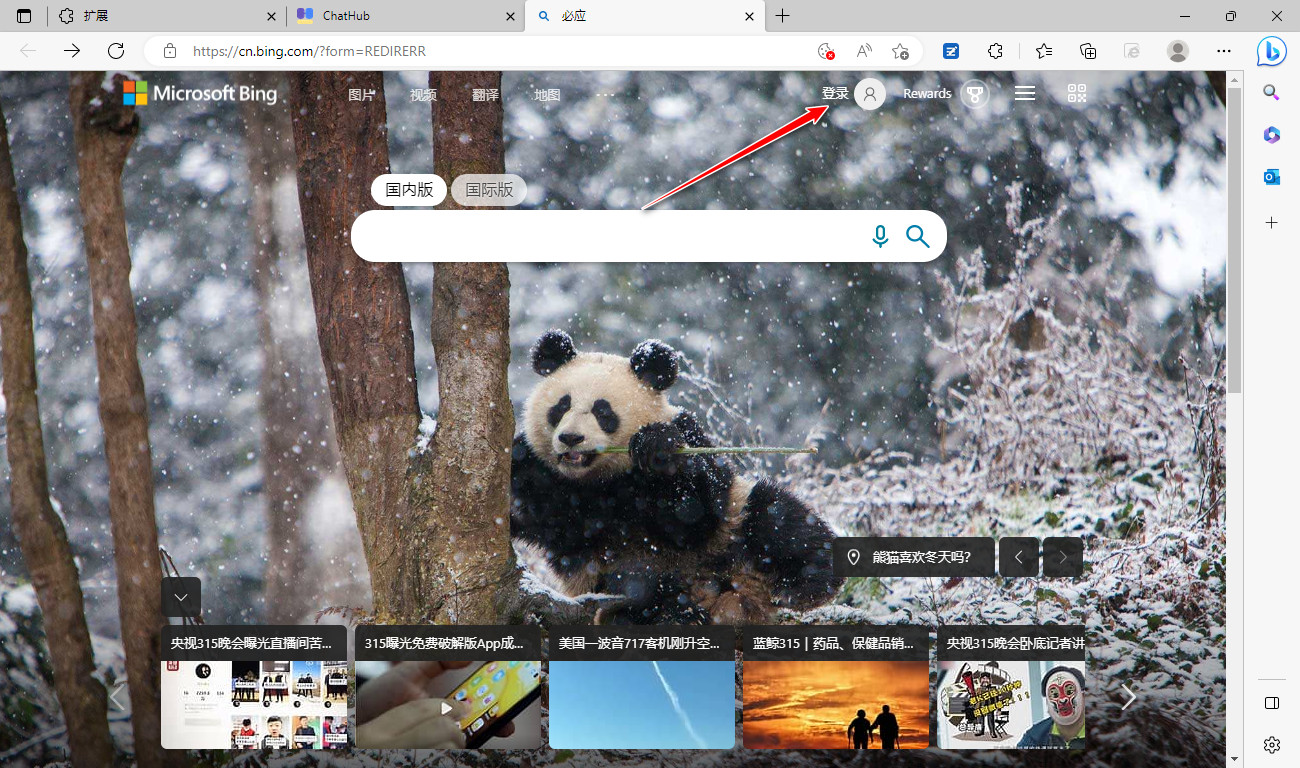 扩展
ChatHub
必应
https://cn.bing.com/?form=REDIRERR
Microsoft Bing
图片
视频
翻译
地图
登录
Rewards
国内版
国际版
熊猫喜欢冬天吗?
央视315晚会曝光直播间苦...
315曝光免费破解版App成...
美国一波音717客机刚升空...
蓝鲸315 | 药品、保健品销...
央视315晚会卧底记者讲